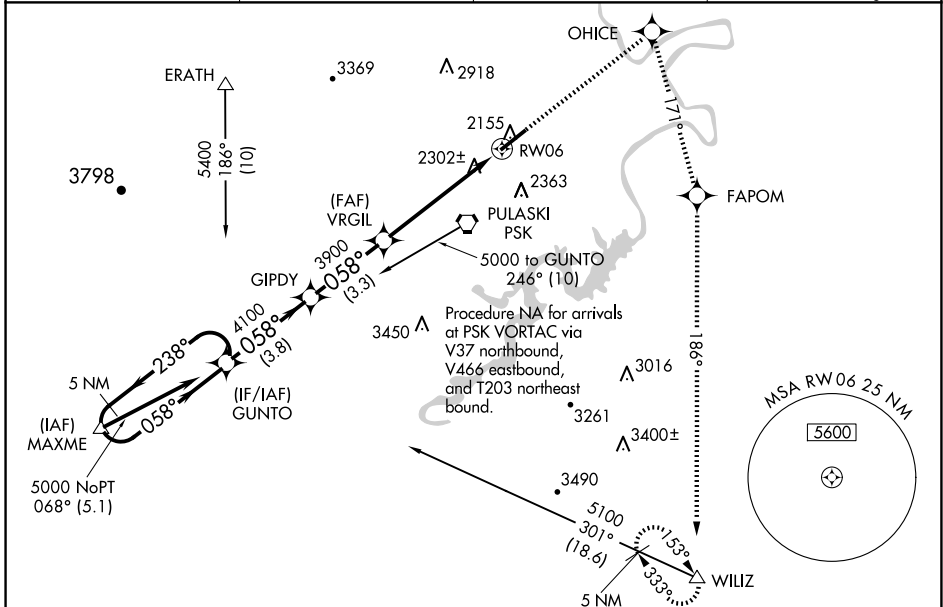 OHICE
ERATH
3369
2918
5400
186°
(10)
171°
2155
RW06
2302±
3798
2363
(FAF)
VRGIL
PULASKI
PSK
FAPOM
3900
058°
(3.3)
5000 to GUNTO
246° (10)
GIPDY
4100
058°
(3.8)
3450
Procedure NA for arrivals
at PSK VORTAC via
V37 northbound,
V466 eastbound,
and T203 northeast
bound.
186°
238°
5 NM
058°
(IF/IAF)
GUNTO
(IAF)
MAXME
5000 NoPT
068° (5.1)
3016
3261
3400±
3490
MSA RW06 25 NM
5600
5100
301°
(18.6)
153°
333°
5 NM
WILIZ